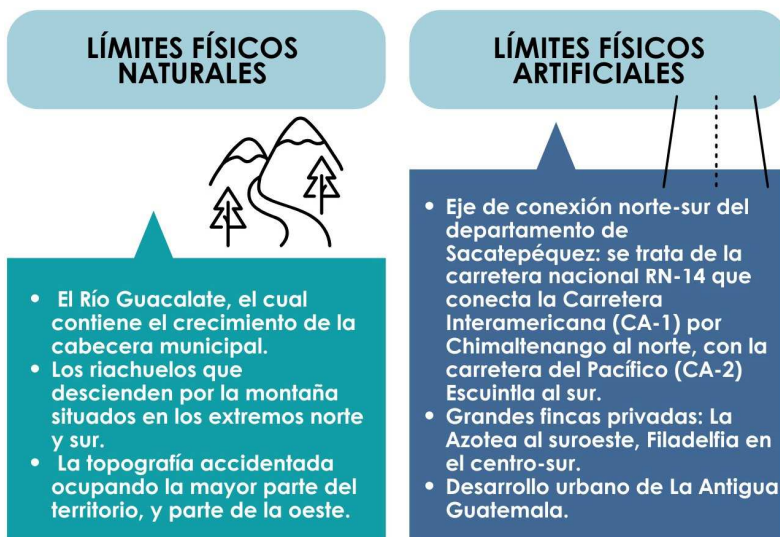 LÍMITES FÍSICOS
NATURALES
El Río Guacalate, el cual
contiene el crecimiento de la
cabecera municipal.
Los riachuelos que
descienden por la montaña
situados en los extremos norte
y sur.
La topografía accidentada
ocupando la mayor parte del
territorio, y parte de la oeste.
LÍMITES FÍSICOS
ARTIFICIALES
Eje de conexión norte-sur del
departamento de
Sacatepéquez: se trata de la
carretera nacional RN-14 que
conecta la Carretera
Interamericana (CA-1) por
Chimaltenango al norte, con la
carretera del Pacífico (CA-2)
Escuintla al sur.
Grandes fincas privadas: La
Azotea al suroeste, Filadelfia en
el centro-sur.
Desarrollo urbano de La Antigua
Guatemala.